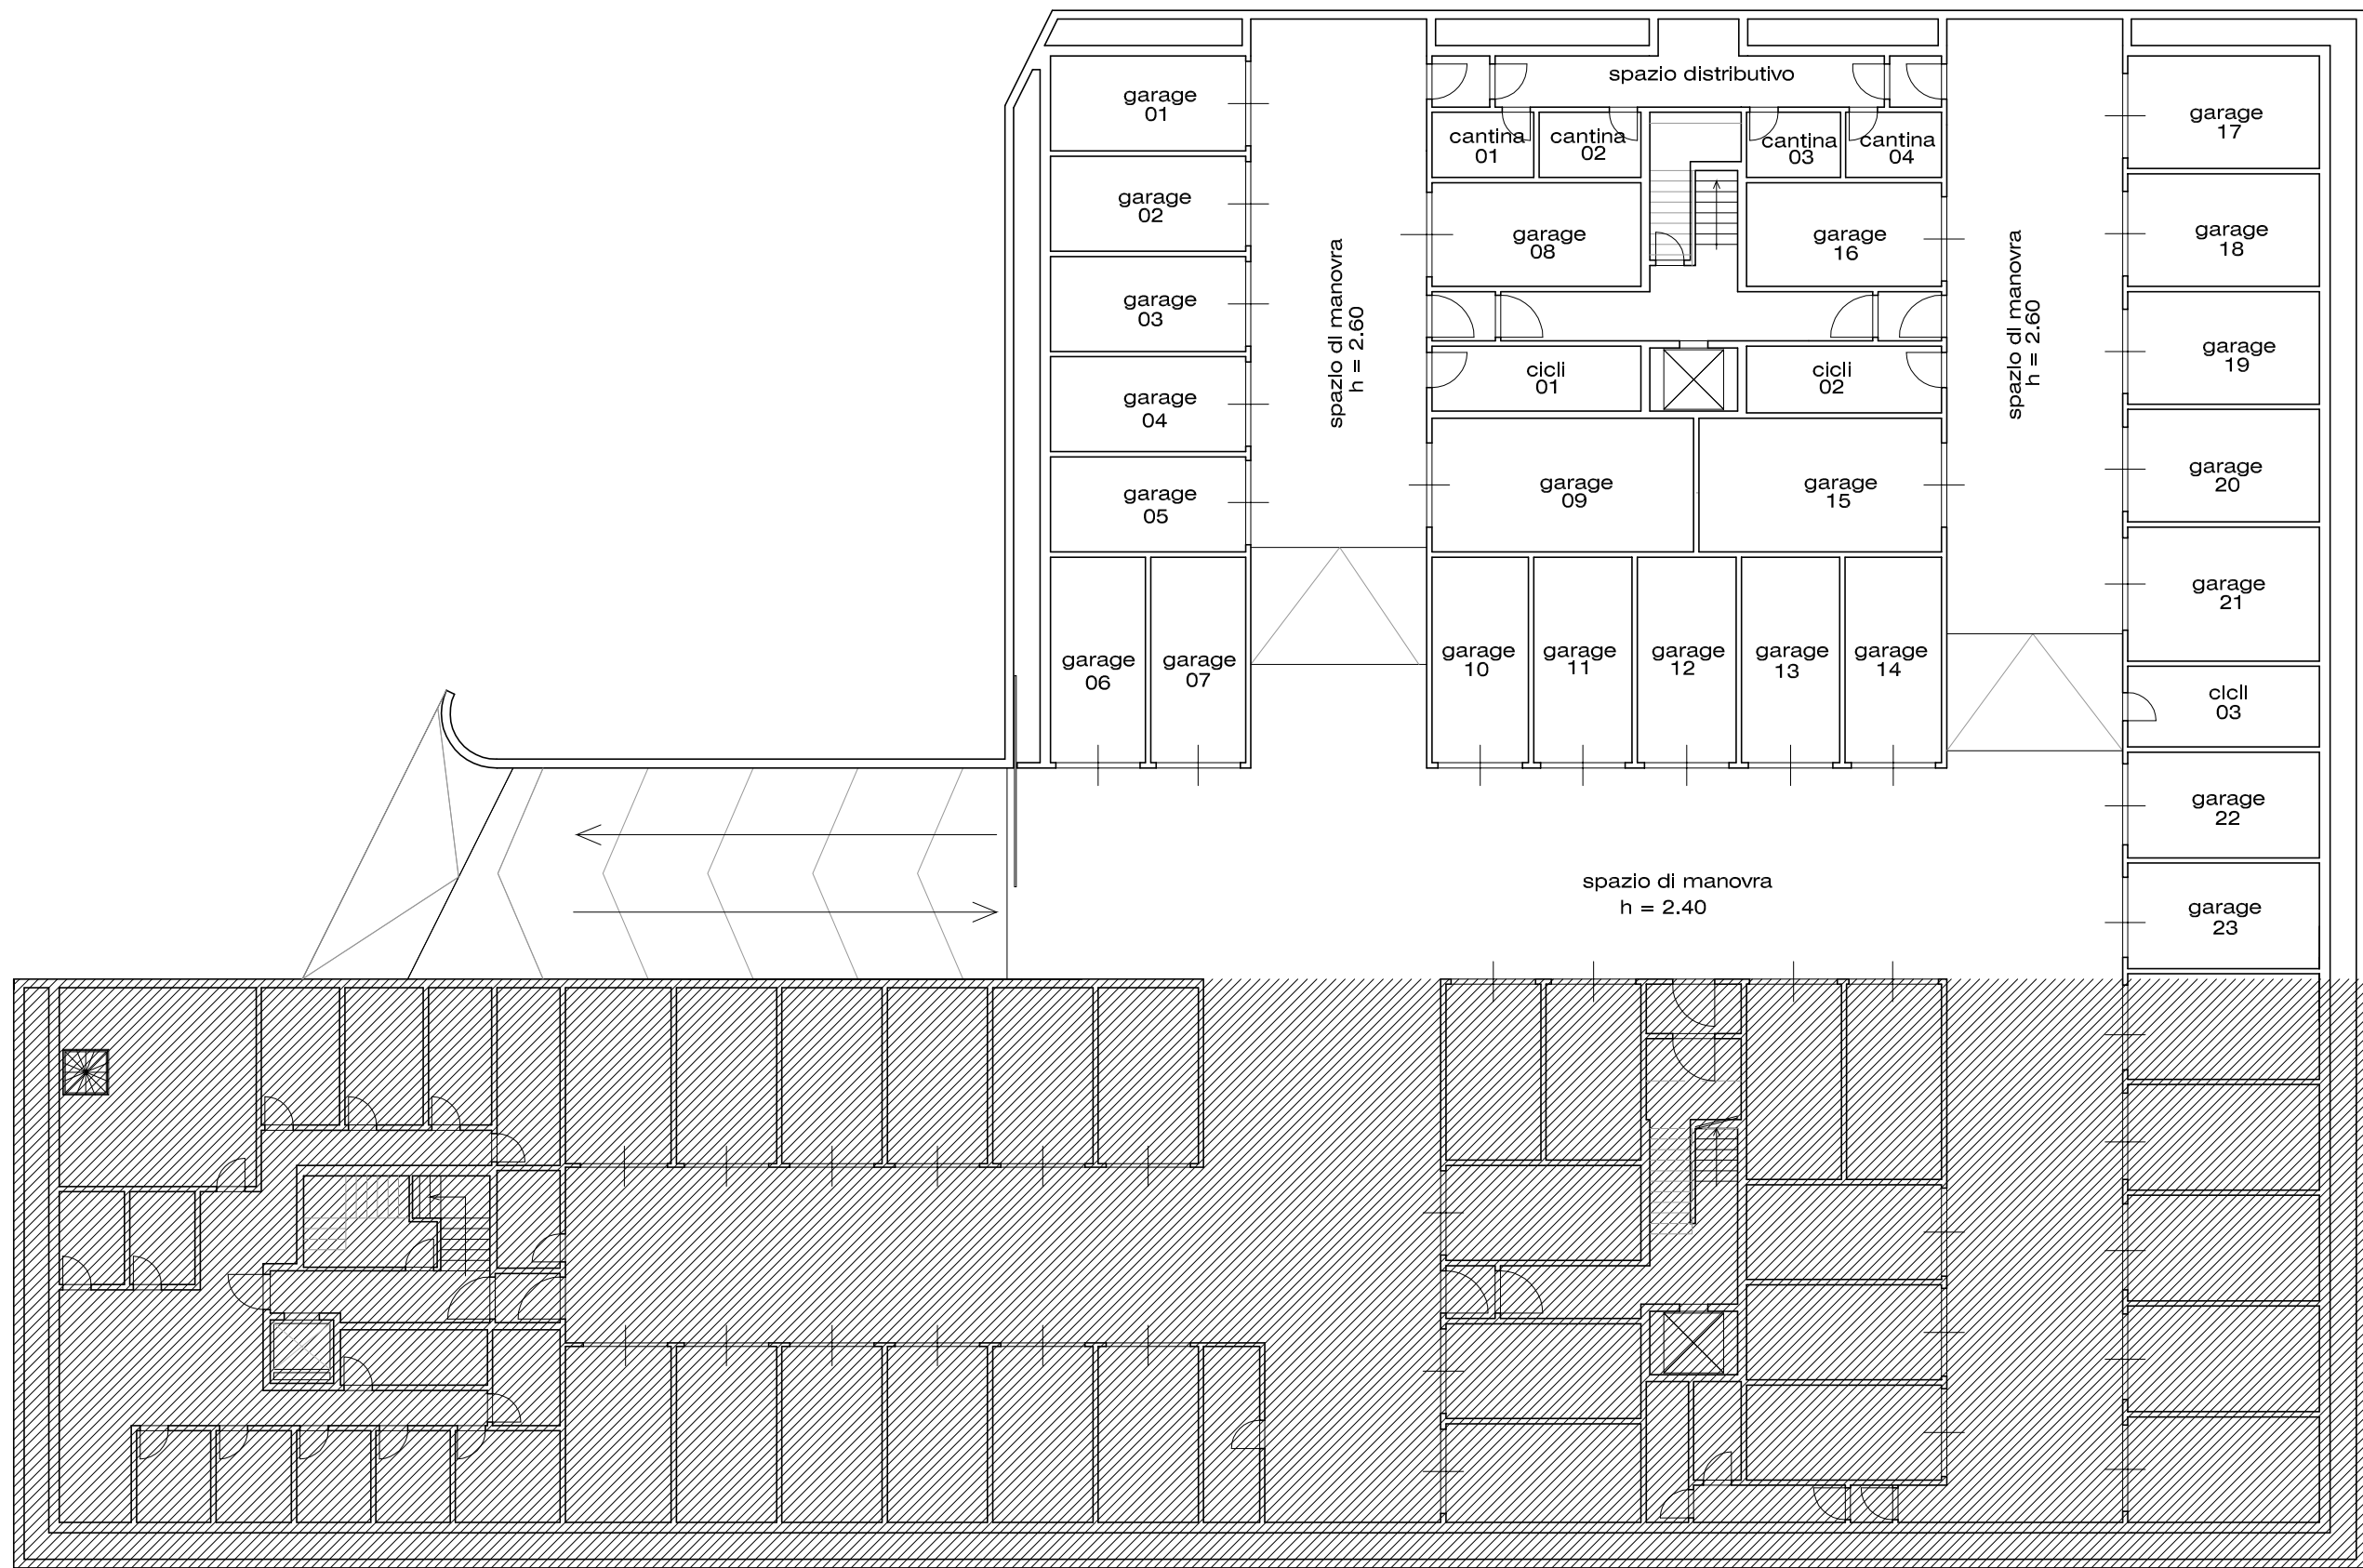 spazio distributivo
garage
01
garage
02
garage
03
garage
04
garage
05
garage
06
garage
07
spazio di manovra
h = 2.60
cantina
01
cantina
02
cantina
03
cantina
04
garage
08
garage
16
cicli
01
cicli
02
garage
09
garage
15
garage
10
garage
11
garage
12
garage
13
garage
14
spazio di manovra
h = 2.60
garage
17
garage
18
garage
19
garage
20
garage
21
cicli
03
garage
22
garage
23
spazio di manovra
h = 2.40